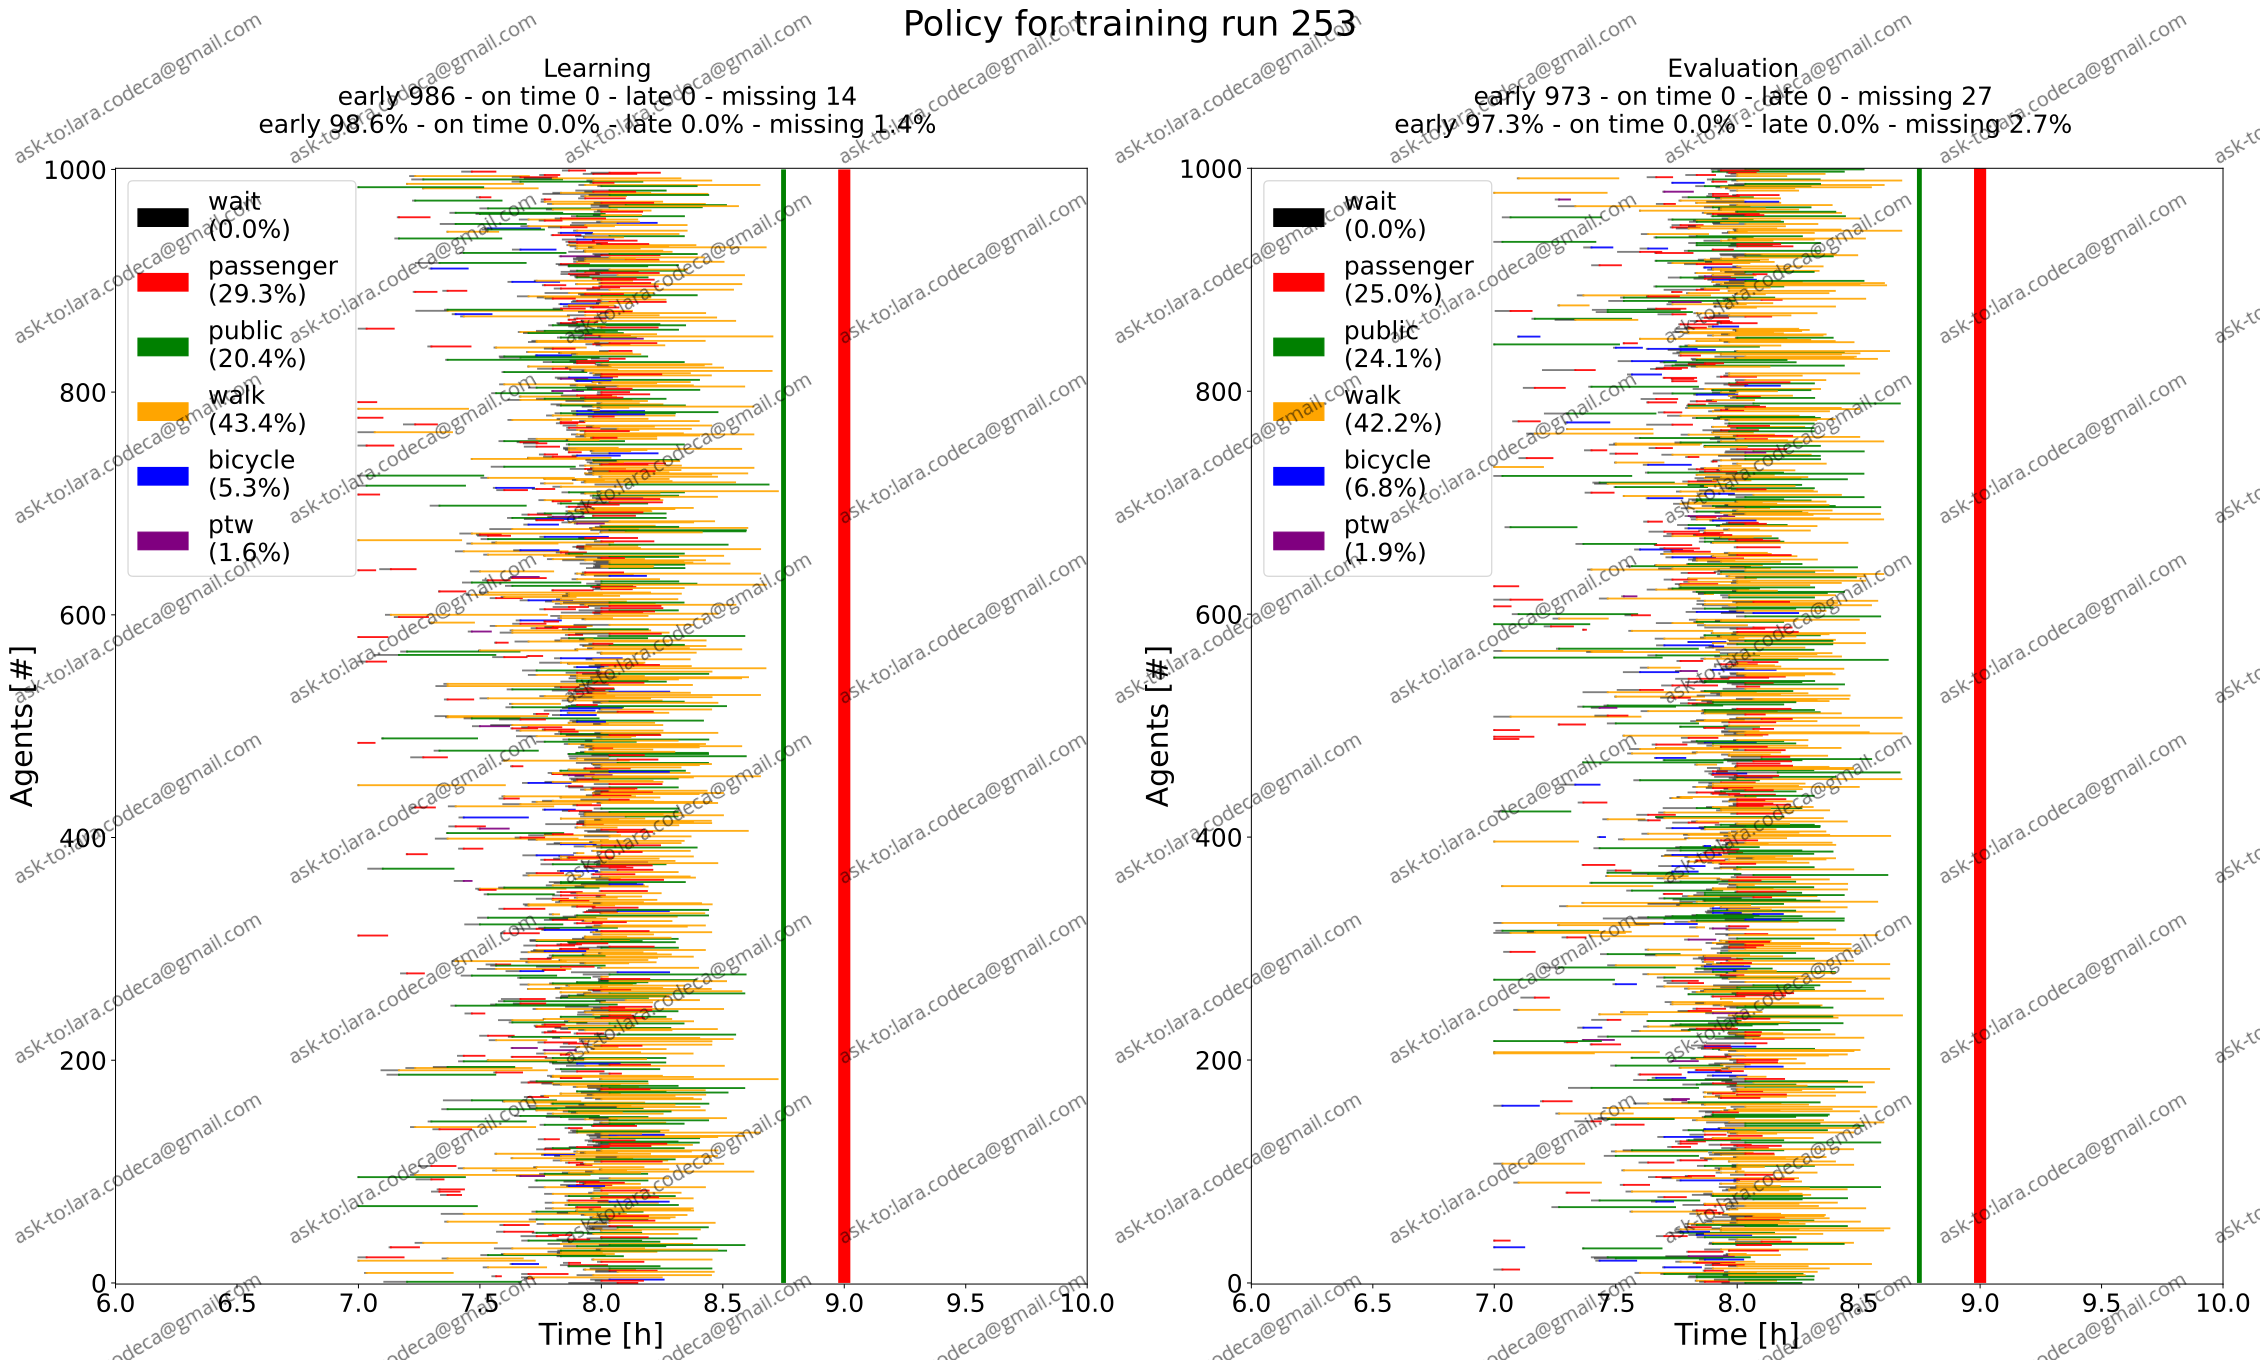 Policy for training run 253
Learning
early 986 - on time 0 - late 0 - missing 14
early 98.6% - on time 0.0% - late 0.0% - missing 1.4%
Agents [#]
1000
800
600
400
200
0
wait
(0.0%)
passenger
(29.3%)
public
(20.4%)
walk
(43.4%)
bicycle
(5.3%)
ptw
(1.6%)
6.0 6.5 7.0 7.5 8.0 8.5 9.0 9.5 10.0
Time [h]
Evaluation
early 973 - on time 0 - late 0 - missing 27
early 97.3% - on time 0.0% - late 0.0% - missing 2.7%
Agents [#]
1000
800
600
400
200
0
wait
(0.0%)
passenger
(25.0%)
public
(24.1%)
walk
(42.2%)
bicycle
(6.8%)
ptw
(1.9%)
6.0 6.5 7.0 7.5 8.0 8.5 9.0 9.5 10.0
Time [h]
ask-to:lara.codeca@gmail.com